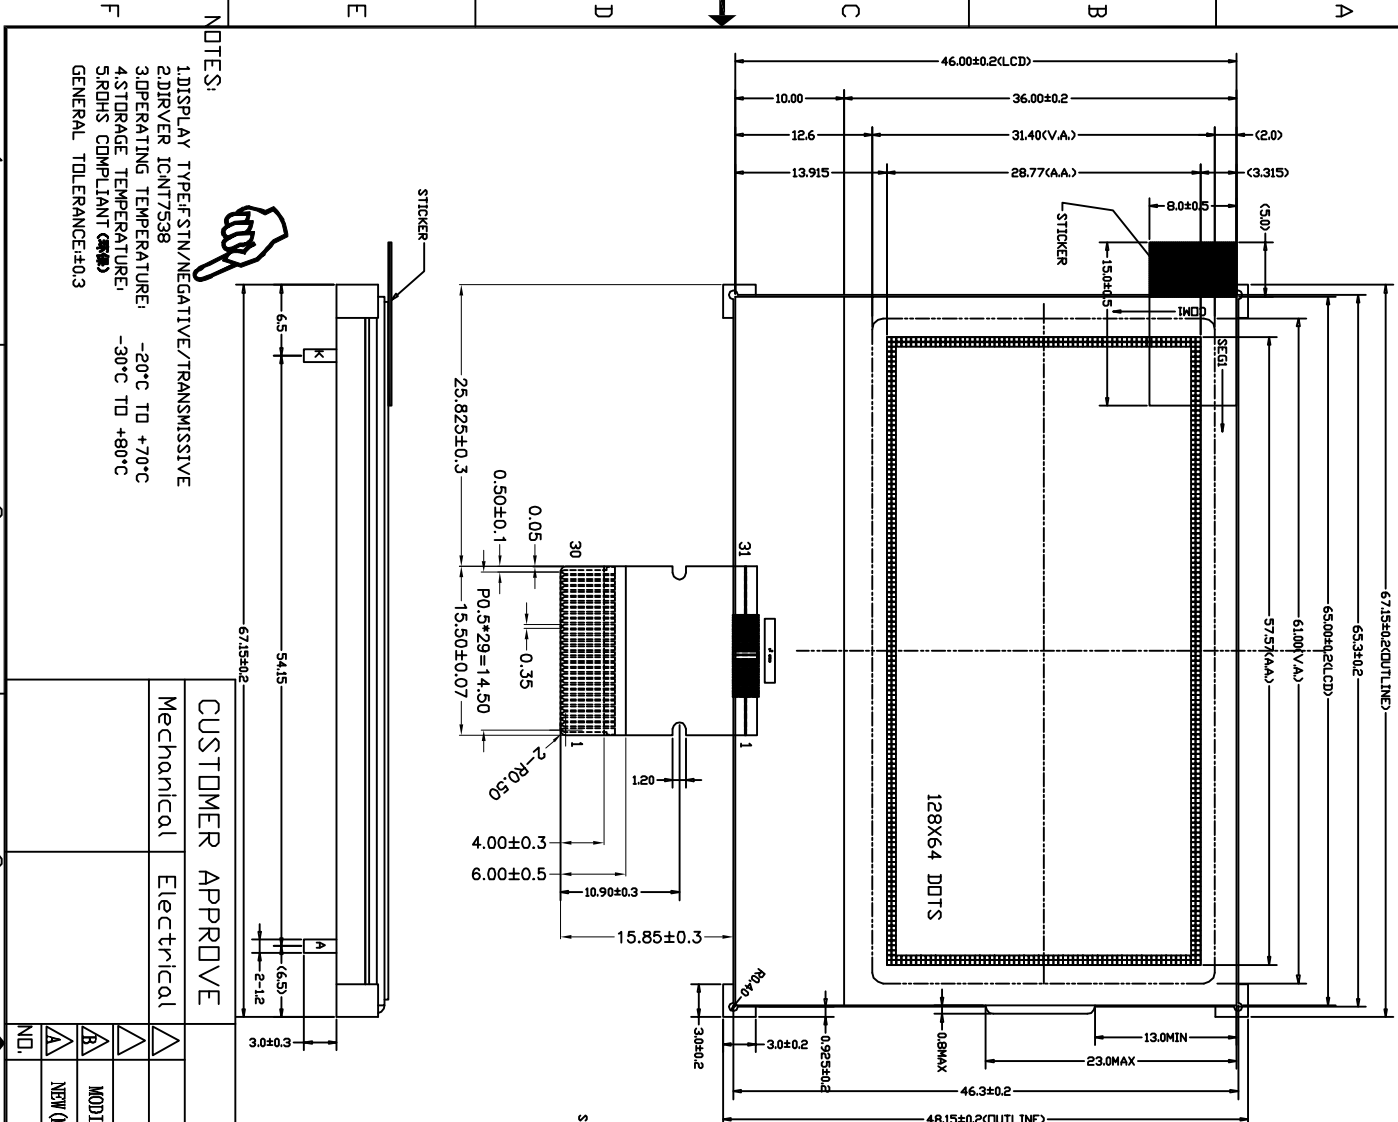 F
E
D
C
B
A
NOTES:
1.DISPLAY TYPE:FSTN/NEGATIVE/TRANSMISSIVE
2.DIRVER IC:NT7538
3.OPERATING TEMPERATURE: -20°C TO +70°C
4.STORAGE TEMPERATURE: -30°C TO +80°C
5.ROHS COMPLIANT(环保)
GENERAL TOLERANCE:±0.3
STICKER
6.5
K
54.15
67.15±0.2
A
(6.5)
2-1.2
3.0±0.3
46.00±0.2(LCD)
10.00
36.00±0.2
12.6
31.40(V.A.)
(2.0)
13.915
28.77(A.A.)
(3.315)
8.0±0.5
(5.0)
STICKER
15.0±0.5
COM1
SEG1
67.15±0.2(OUTLINE)
65.3±0.2
65.00±0.2(LCD)
61.00(V.A.)
57.57(A.A.)
128X64 DOTS
25.825±0.3
0.50±0.1
0.05
30
31
15.50±0.07
P0.5*29=14.50
0.35
1
1
2-R0.50
1.20
4.00±0.3
6.00±0.5
10.90±0.3
15.85±0.3
R0.40
3.0±0.2
3.0±0.2
0.925±0.2
0.8MAX
13.0MIN
23.0MAX
46.3±0.2
48.15±0.2(OUTLINE)
CUSTOMER APPROVE
Mechanical
Electrical
B
MODI
A
NEW(
NO.
S